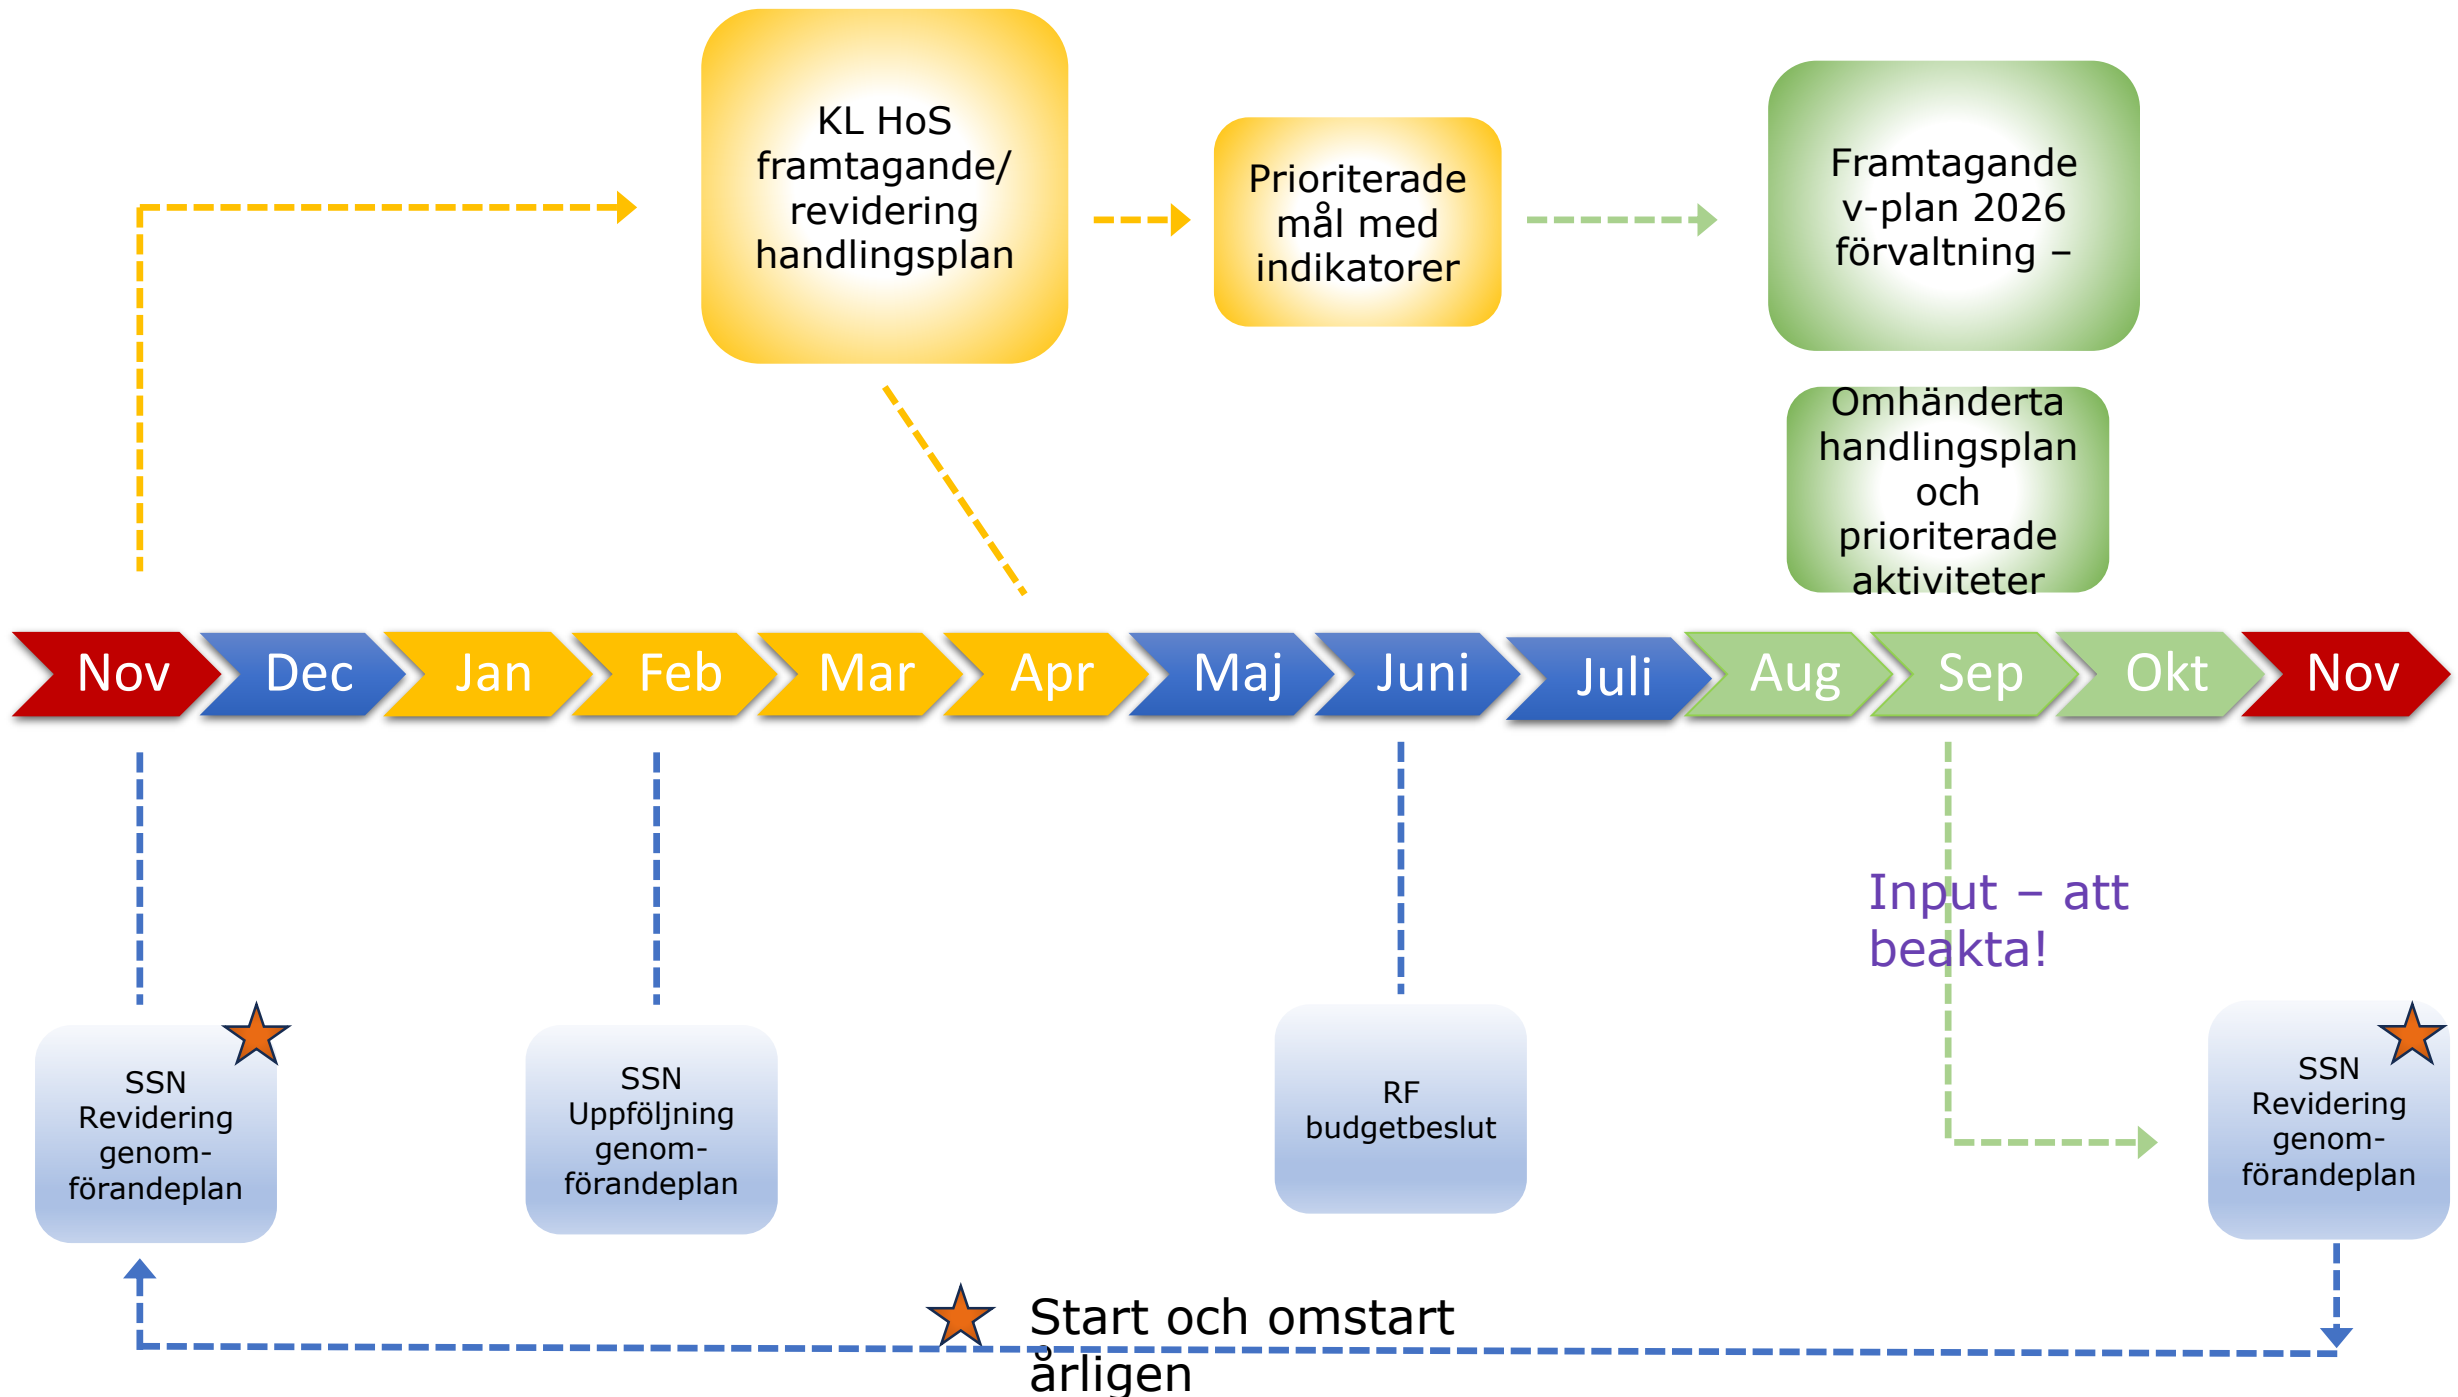 KL HoS
framtagande/
revidering
handlingsplan
Prioriterade
mål med
indikatorer
Framtagande
v-plan 2026
förvaltning –
Omhänderta
handlingsplan
och
prioriterade
aktiviteter
Nov
Dec
Jan
Feb
Mar
Apr
Maj
Juni
Juli
Aug
Sep
Okt
Nov
Input – att
beakta!
SSN
Revidering
genom-
förandeplan
SSN
Uppföljning
genom-
förandeplan
RF
budgetbeslut
SSN
Revidering
genom-
förandeplan
Start och omstart
årligen